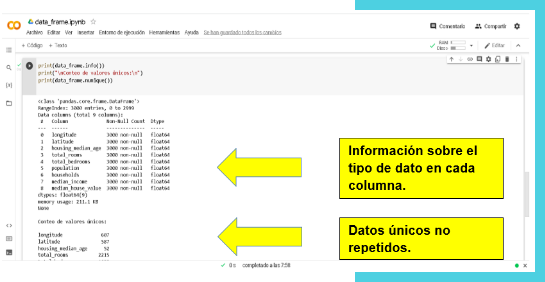 data_frame.ipynb
Archivo Editar Ver Insertar Entorno de ejecución Herramientas Ayuda Se han guardado todos los cambios
Comentario Compartir
+ Código + Texto
RAM
Disco
Editar
print(data_frame.info())
print("\nConteo de valores únicos:\n")
print(data_frame.nunique())
<class 'pandas.core.frame.DataFrame'>
RangeIndex: 3000 entries, 0 to 2999
Data columns (total 9 columns):
# Column Non-Null Count Dtype
--- ------ -------------- -----
0 longitude 3000 non-null float64
1 latitude 3000 non-null float64
2 housing_median_age 3000 non-null float64
3 total_rooms 3000 non-null float64
4 total_bedrooms 3000 non-null float64
5 population 3000 non-null float64
6 households 3000 non-null float64
7 median_income 3000 non-null float64
8 median_house_value 3000 non-null float64
dtypes: float64(9)
memory usage: 211.1 KB
None
Conteo de valores únicos:
longitude 607
latitude 587
housing_median_age 52
total_rooms 2215
Información sobre el
tipo de dato en cada
columna.
Datos únicos no
repetidos.
0 s completado a las 7:58